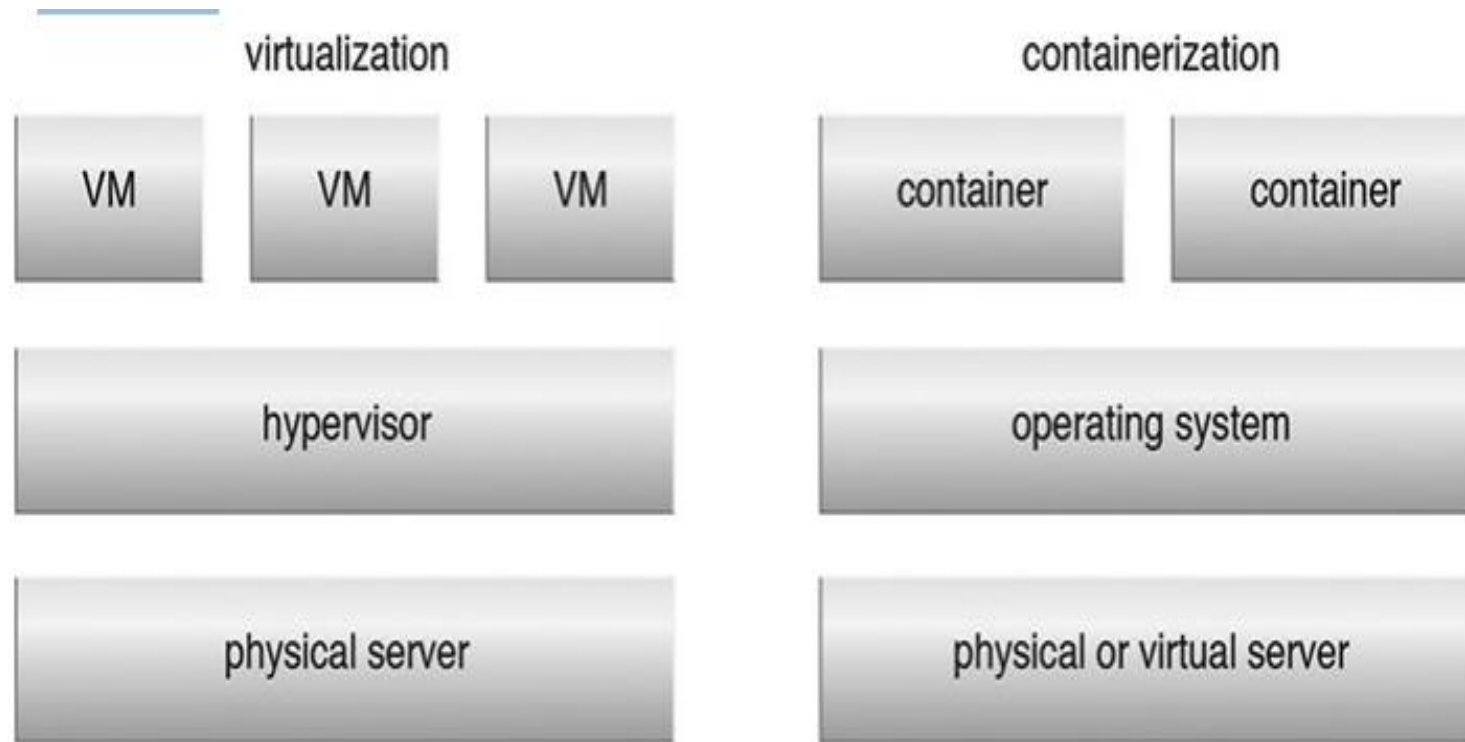 virtualization
VM VM VM
hypervisor
physical server
containerization
container container
operating system
physical or virtual server